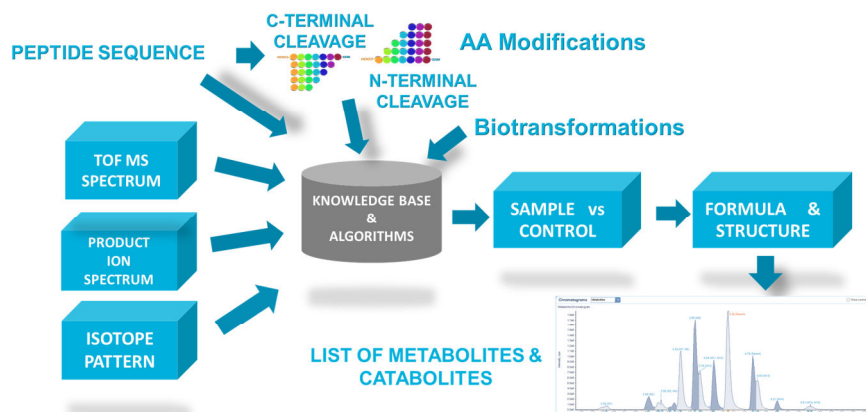 C-TERMINAL
CLEAVAGE
PEPTIDE SEQUENCE
AA Modifications
N-TERMINAL
CLEAVAGE
Biotransformations
TOF MS
SPECTRUM
KNOWLEDGE BASE
&
ALGORITHMS
SAMPLE vs
CONTROL
FORMULA &
STRUCTURE
PRODUCT
ION
SPECTRUM
ISOTOPE
PATTERN
LIST OF METABOLITES &
CATABOLITES
Chromatograms